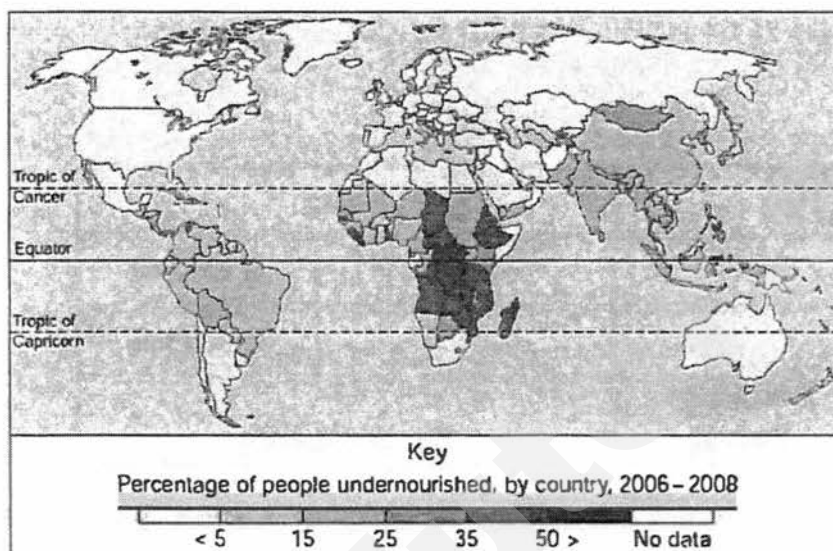 Tropic of
Cancer
Equator
Tropic of
Capricorn
Key
Percentage of people undernourished, by country, 2006–2008
< 5 15 25 35 50 > No data